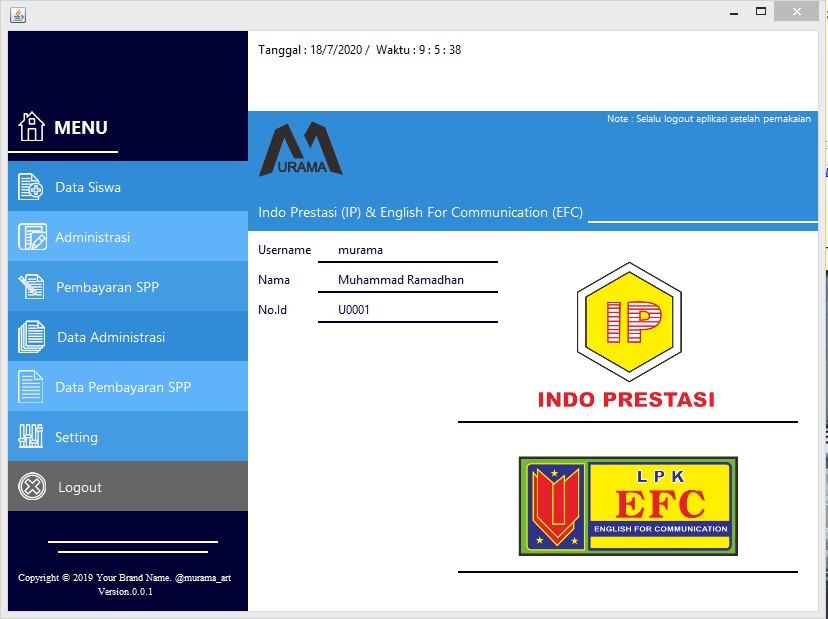 Tanggal : 18/7/2020 / Waktu : 9 : 5 : 38
MENU
Data Siswa
Administrasi
Pembayaran SPP
Data Administrasi
Data Pembayaran SPP
Setting
Logout
Copyright © 2019 Your Brand Name. @murama_art
Version.0.0.1
Note : Selalu logout aplikasi setelah pemakaian
MURAMA
Indo Prestasi (IP) & English For Communication (EFC)
Username murama
Nama Muhammad Ramadhan
No.Id U0001
IP
INDO PRESTASI
LPK
EFC
ENGLISH FOR COMMUNICATION